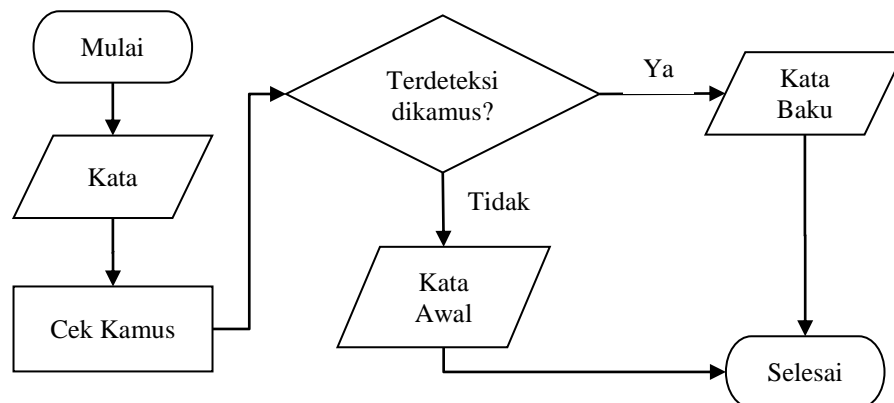 Mulai
Kata
Cek Kamus
Terdeteksi
dikamus?
Ya
Kata
Baku
Tidak
Kata
Awal
Selesai